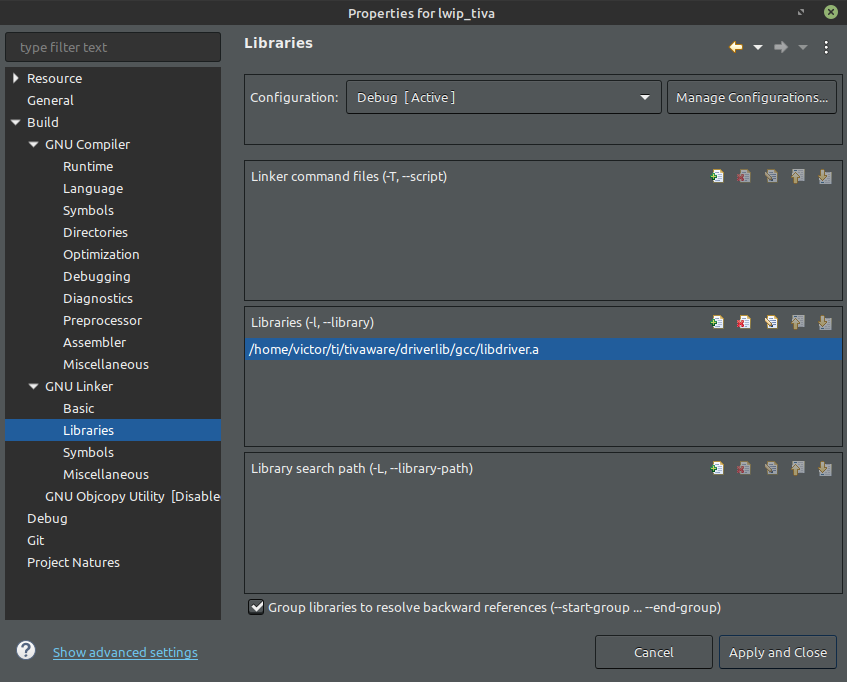 Properties for lwip_tiva
type filter text
Resource
General
Build
GNU Compiler
Runtime
Language
Symbols
Directories
Optimization
Debugging
Diagnostics
Preprocessor
Assembler
Miscellaneous
GNU Linker
Basic
Libraries
Symbols
Miscellaneous
GNU Objcopy Utility [Disable
Debug
Git
Project Natures
Libraries
Configuration: Debug [ Active ] Manage Configurations...
Linker command files (-T, --script)
Libraries (-l, --library)
/home/victor/ti/tivaware/driverlib/gcc/libdriver.a
Library search path (-L, --library-path)
Group libraries to resolve backward references (--start-group ... --end-group)
? Show advanced settings Cancel Apply and Close